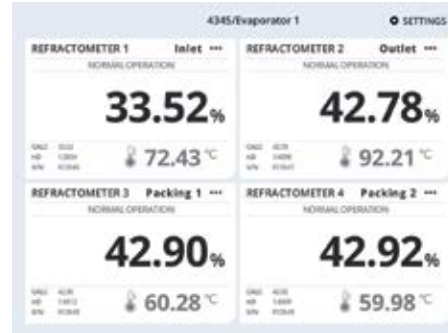 4345/Evaporator 1 SETTINGS
REFRACTOMETER 1 Inlet ···
NORMAL OPERATION
33.52%
72.43 °C
REFRACTOMETER 2 Outlet ···
NORMAL OPERATION
42.78%
92.21 °C
REFRACTOMETER 3 Packing 1 ···
NORMAL OPERATION
42.90%
60.28 °C
REFRACTOMETER 4 Packing 2 ···
NORMAL OPERATION
42.92%
59.98 °C